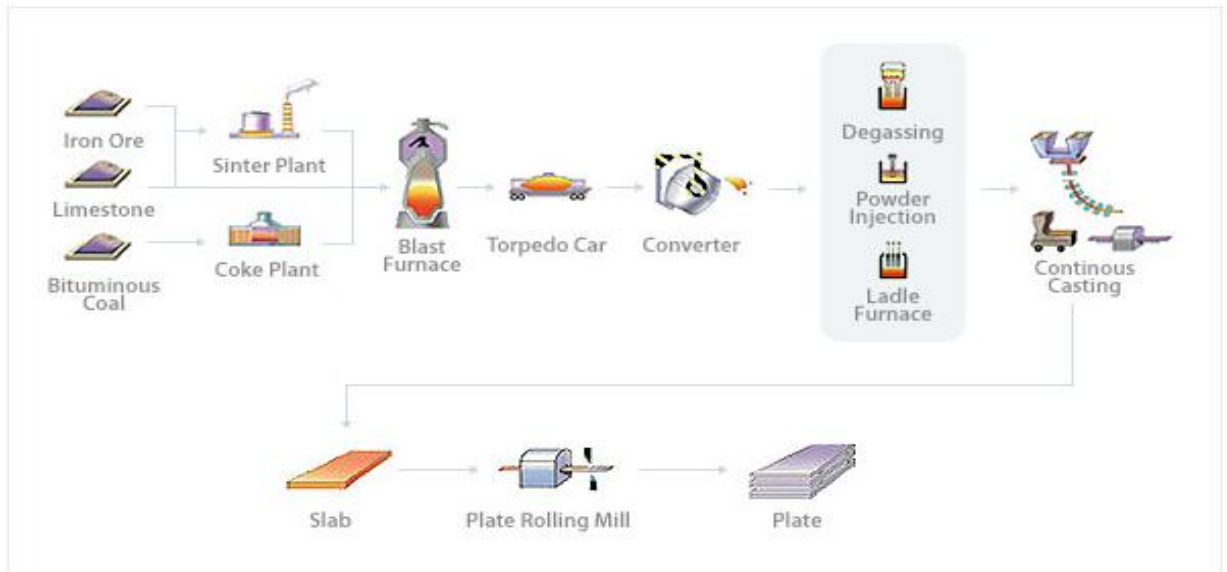 Iron Ore
Sinter Plant
Limestone
Bituminous
Coal
Coke Plant
Blast
Furnace
Torpedo Car
Converter
Degassing
Powder
Injection
Ladle
Furnace
Continous
Casting
Slab
Plate Rolling Mill
Plate